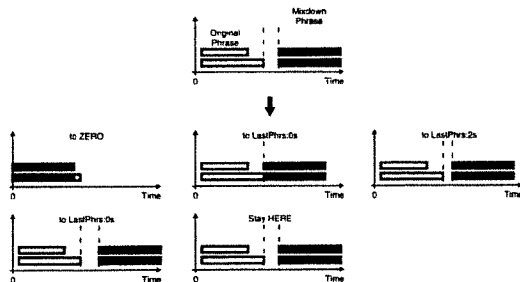 Mixdown
Phrase
Original
Phrase
0
Time
to ZERO
to LastPhrs:0s
to LastPhrs:2s
0
Time
0
Time
0
Time
to LastPhrs:0s
Stay HERE
0
Time
0
Time